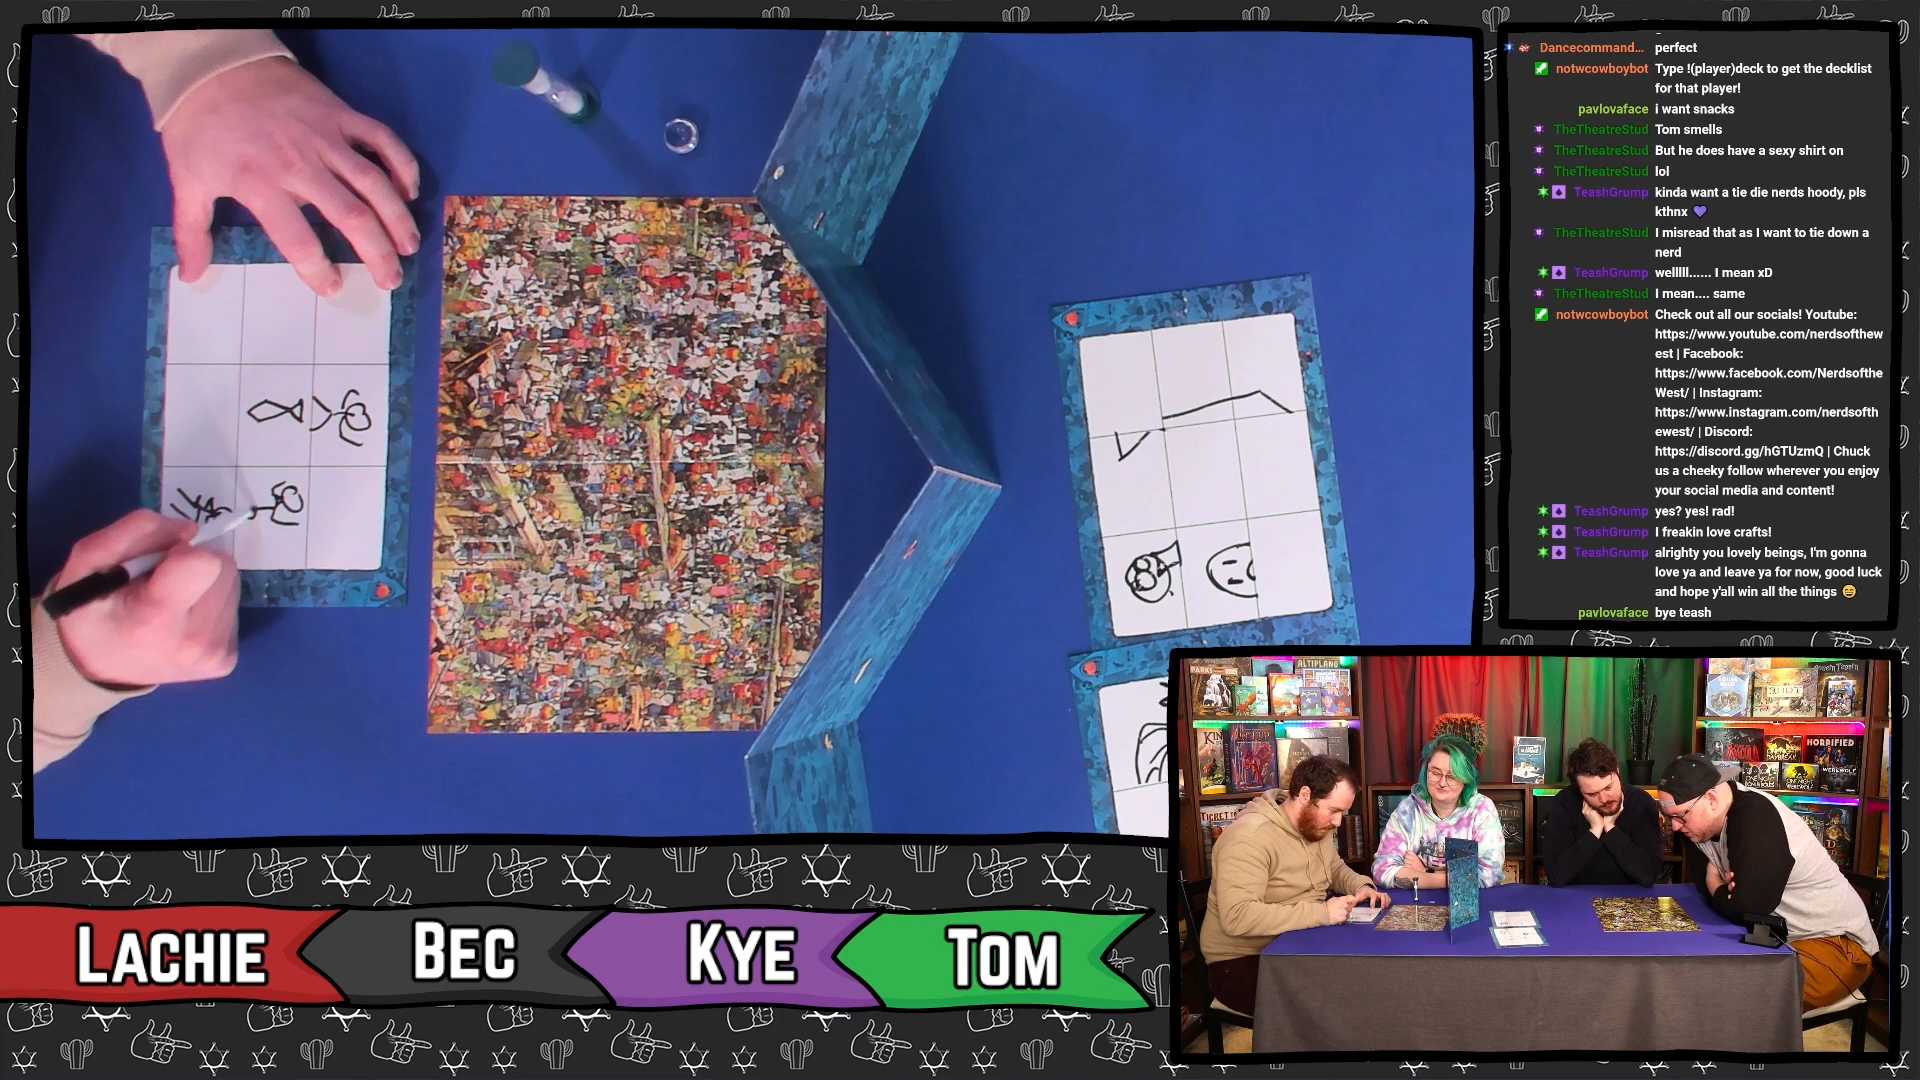 Dancecommand... perfect
notwcowboybot Type !(player)deck to get the decklist
for that player!
pavlovaface i want snacks
TheTheatreStud Tom smells
TheTheatreStud But he does have a sexy shirt on
TheTheatreStud lol
TeashGrump kinda want a tie die nerds hoody, pls
kthnx 💜
TheTheatreStud I misread that as I want to tie down a
nerd
TeashGrump welllll...... I mean xD
TheTheatreStud I mean.... same
notwcowboybot Check out all our socials! Youtube:
https://www.youtube.com/nerdsofthew
est | Facebook:
https://www.facebook.com/Nerdsofthe
West/ | Instagram:
https://www.instagram.com/nerdsofth
ewest/ | Discord:
https://discord.gg/hGTUzmQ | Chuck
us a cheeky follow wherever you enjoy
your social media and content!
TeashGrump yes? yes! rad!
TeashGrump I freakin love crafts!
TeashGrump alrighty you lovely beings, I'm gonna
love ya and leave ya for now, good luck
and hope y'all win all the things 😄
pavlovaface bye teash
PARKS
ALTIPLANO
ROOT
HORRIFIED
WEREWOLF
LACHIE
BEC
KYE
TOM